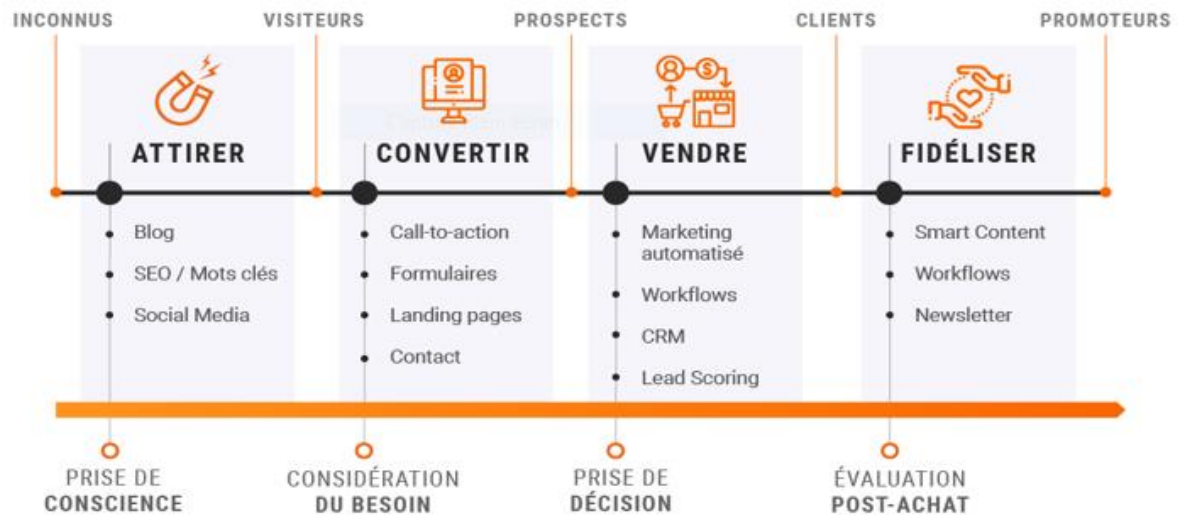 INCONNUS
VISITEURS
PROSPECTS
CLIENTS
PROMOTEURS
ATTIRER
CONVERTIR
VENDRE
FIDÉLISER
Blog
SEO / Mots clés
Social Media
Call-to-action
Formulaires
Landing pages
Contact
Marketing
automatisé
Workflows
CRM
Lead Scoring
Smart Content
Workflows
Newsletter
PRISE DE
CONSCIENCE
CONSIDÉRATION
DU BESOIN
PRISE DE
DÉCISION
ÉVALUATION
POST-ACHAT